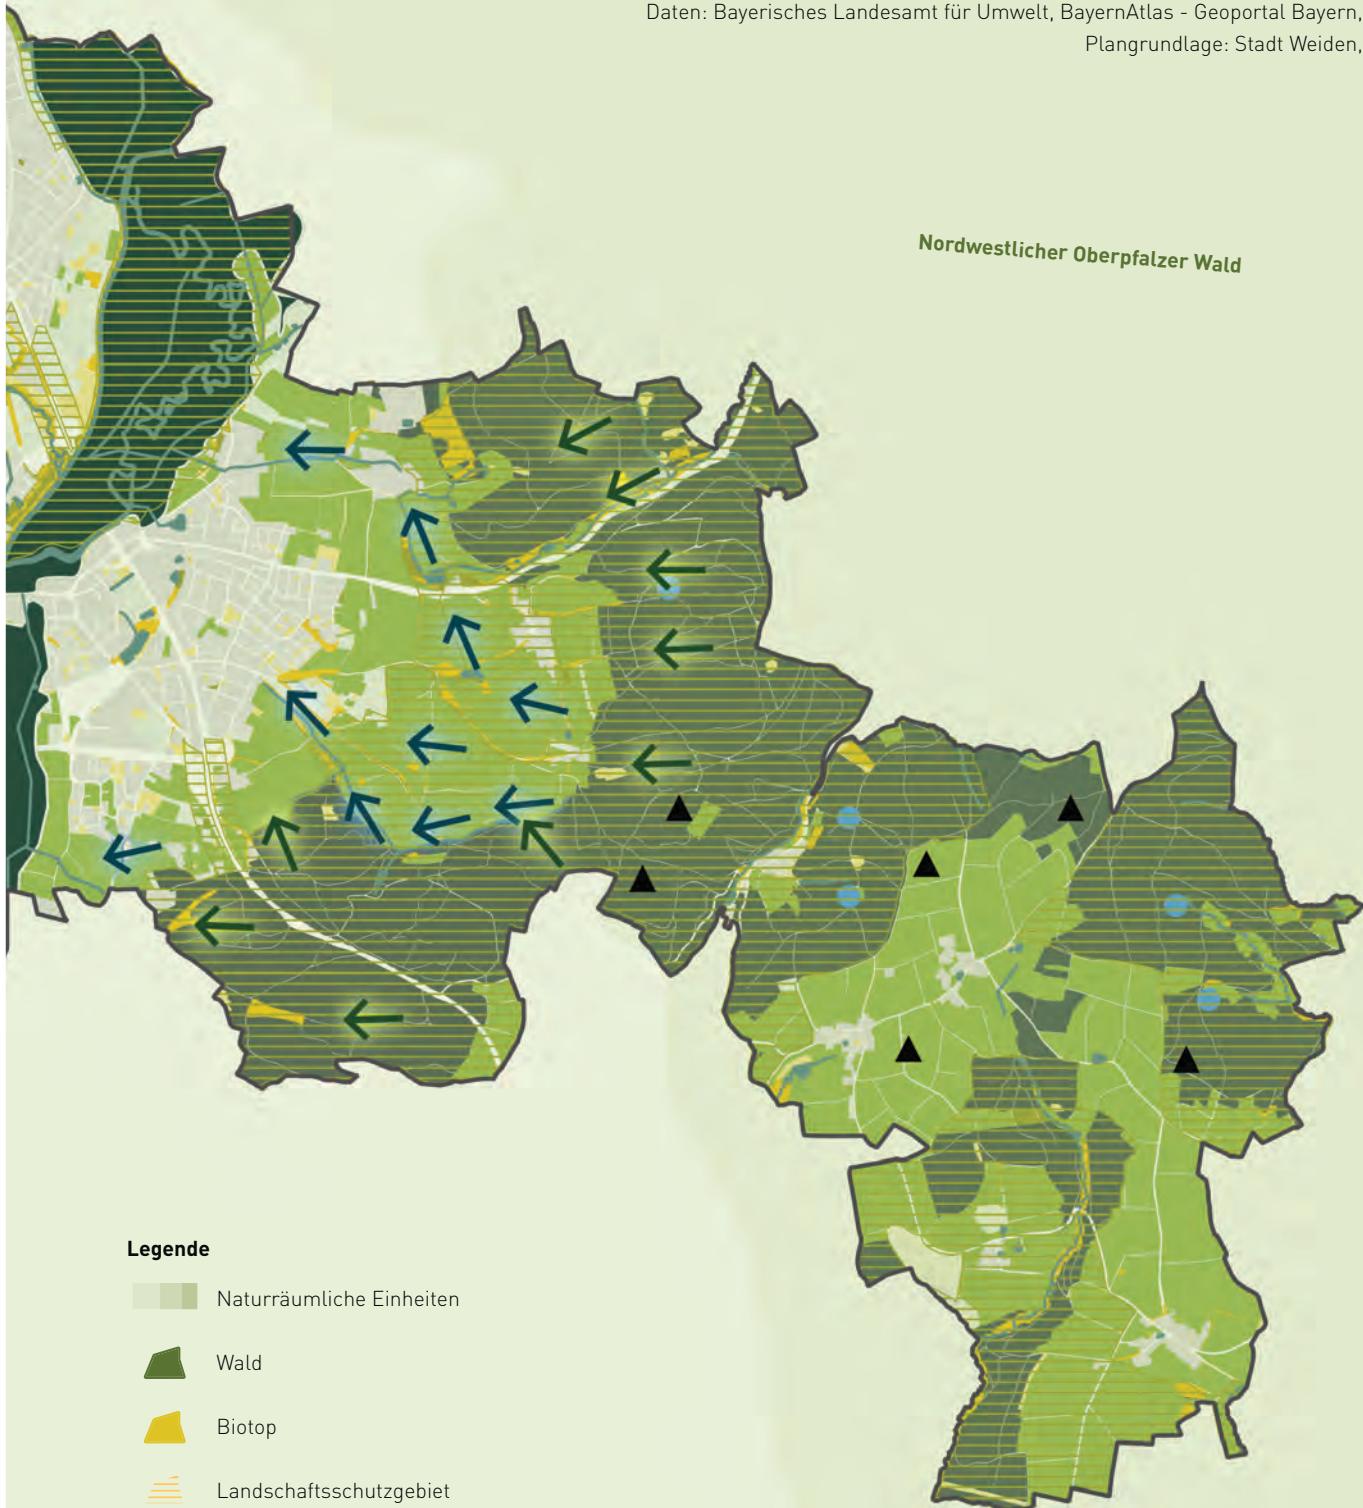 Daten: Bayerisches Landesamt für Umwelt, BayernAtlas - Geoportal Bayern,
Plangrundlage: Stadt Weiden,
Nordwestlicher Oberpfalzer Wald
Legende
Naturräumliche Einheiten
Wald
Biotop
Landschaftsschutzgebiet